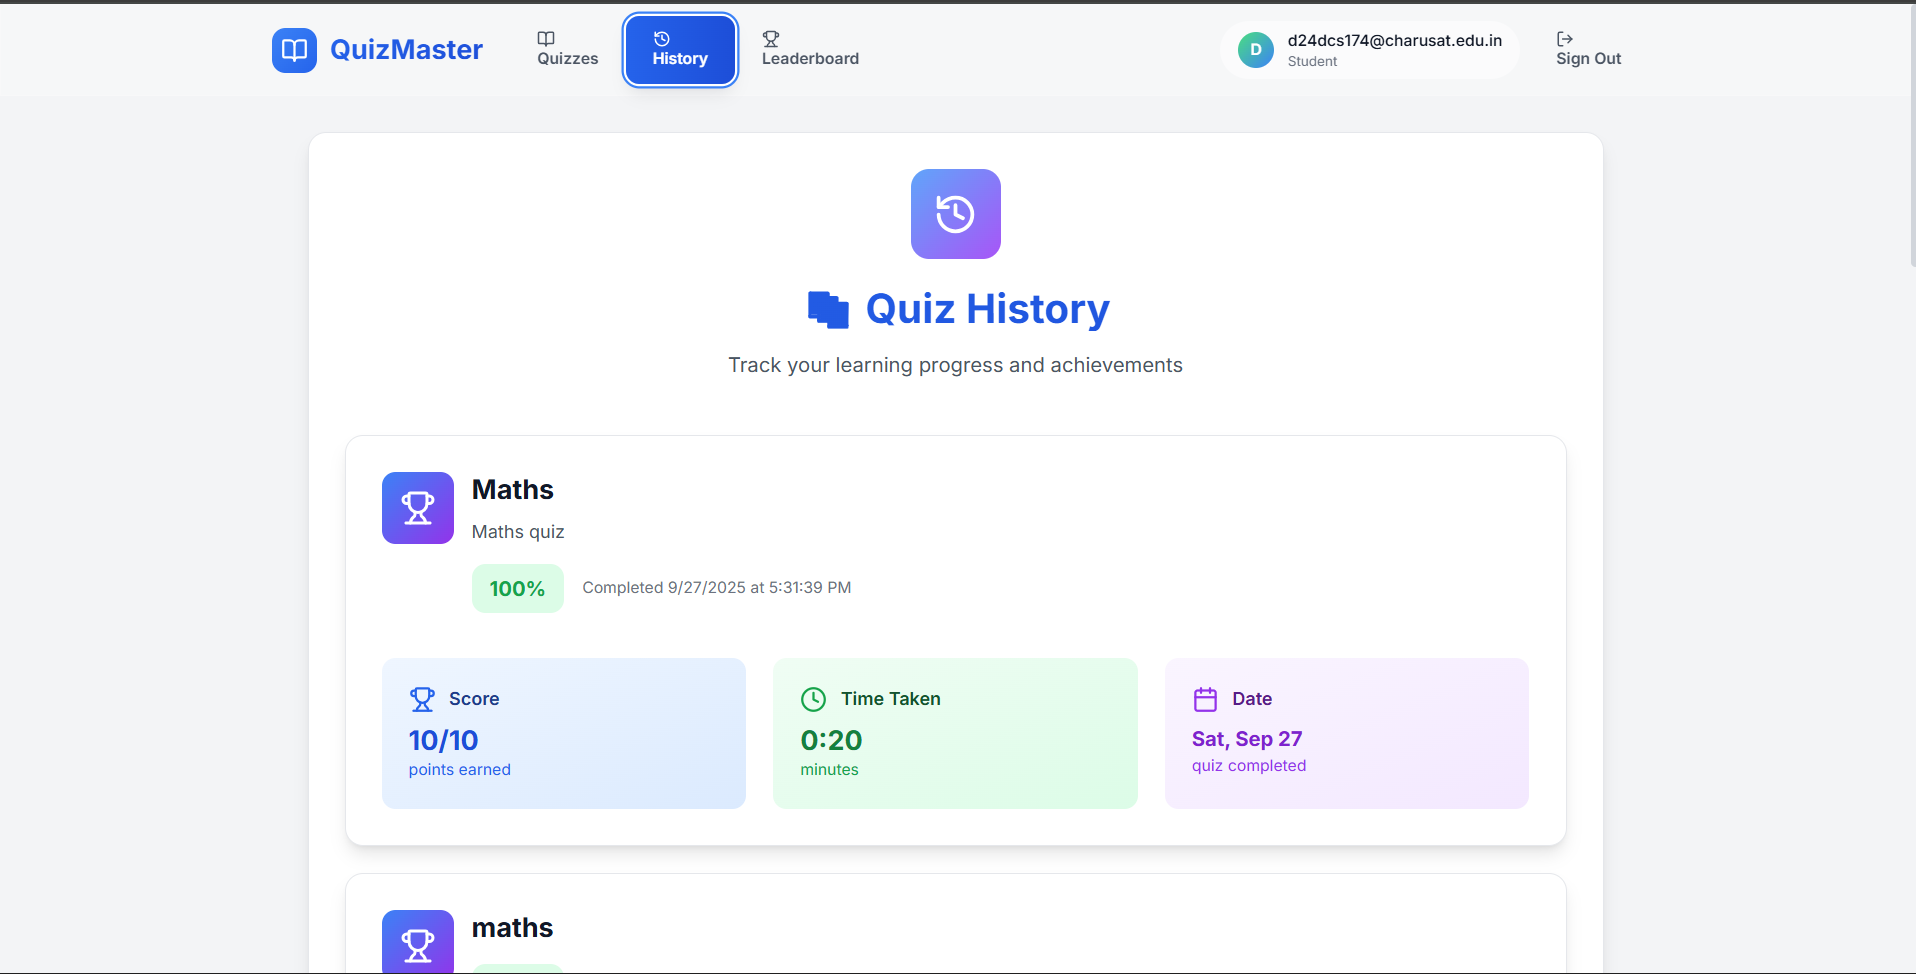 QuizMaster
Quizzes
History
Leaderboard
D
d24dcs174@charusat.edu.in
Student
Sign Out
Quiz History
Track your learning progress and achievements
Maths
Maths quiz
100%
Completed 9/27/2025 at 5:31:39 PM
Score
10/10
points earned
Time Taken
0:20
minutes
Date
Sat, Sep 27
quiz completed
maths